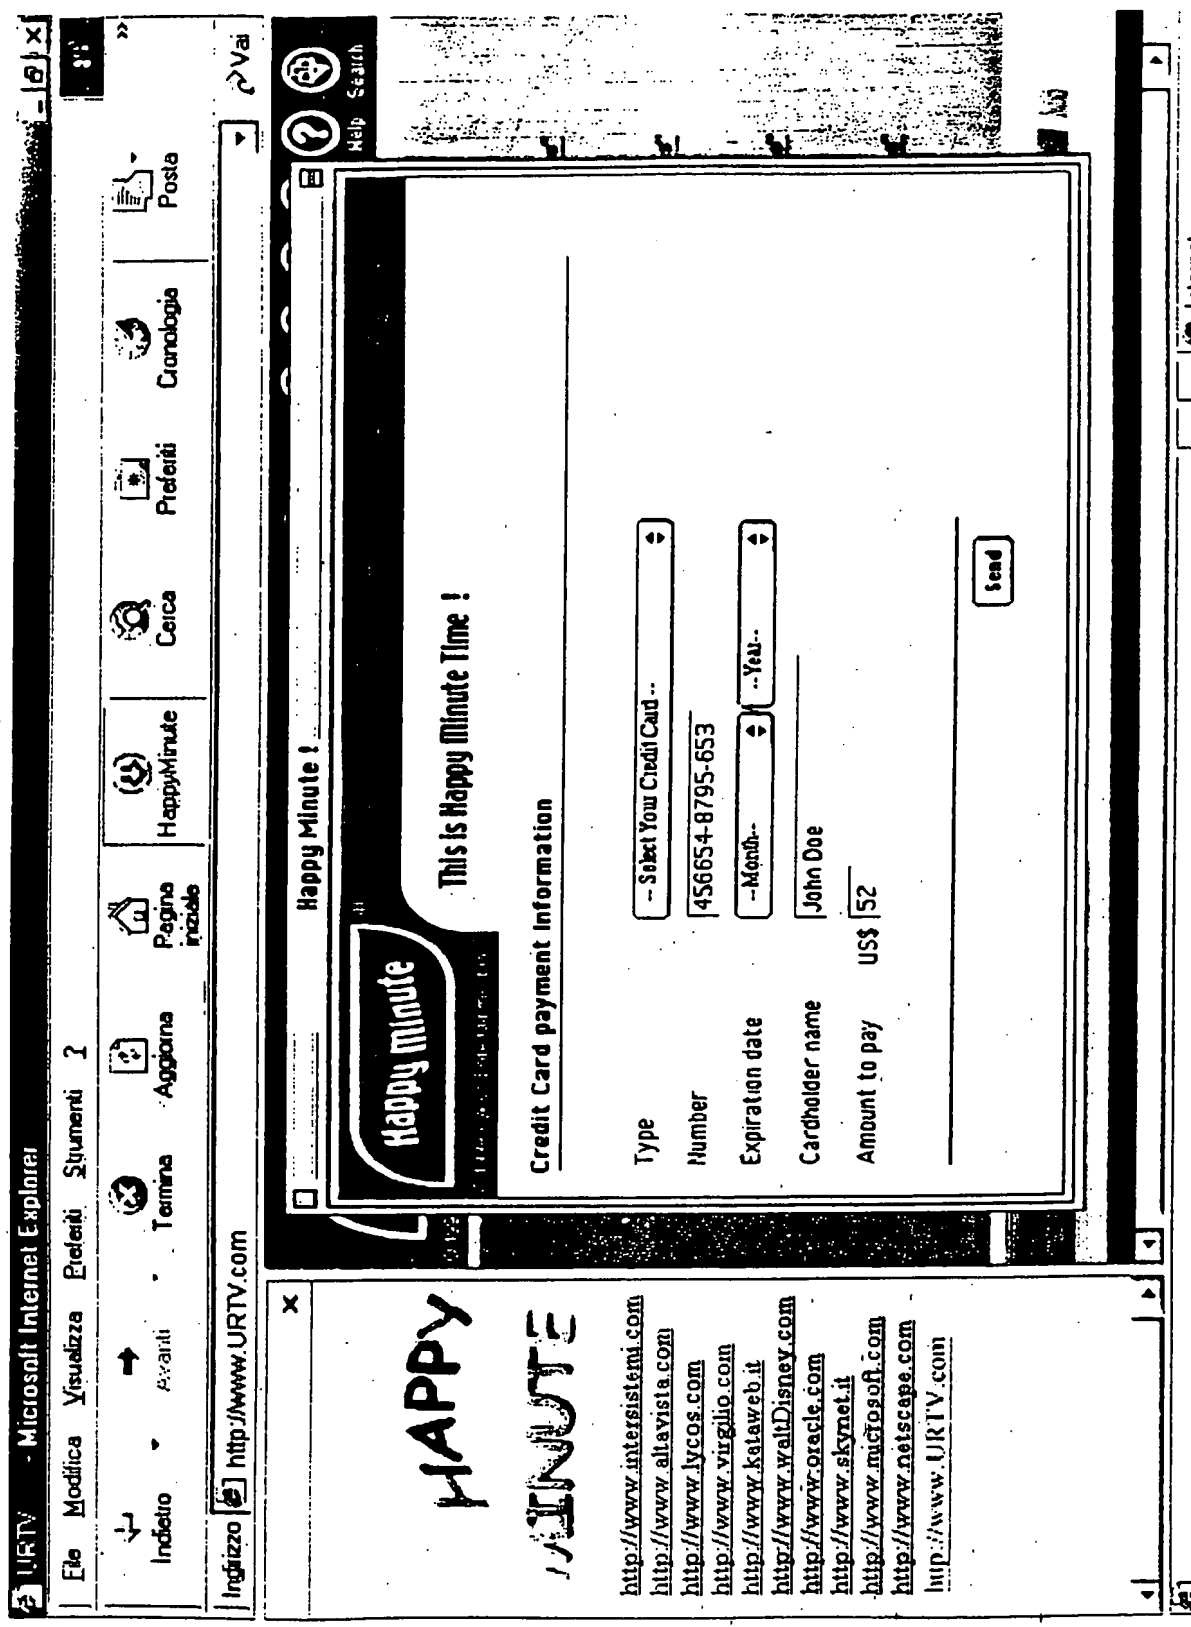 URTV - Microsoft Internet Explorer
File Modifica Visualizza Preferiti Strumenti ?
Indietro Avanti Termina Aggiorna Pagina iniziale HappyMinute Cerca Preferiti Cronologia Posta
Indirizzo http://www.URTV.com Vai
HAPPY
MINUTE
http://www.intersistemi.com
http://www.altavista.com
http://www.lycos.com
http://www.virgilio.com
http://www.kataweb.it
http://www.waltDisney.com
http://www.oracle.com
http://www.skynet.it
http://www.microsoft.com
http://www.netscape.com
http://www.URTV.com
Help Search
Happy Minute !
Happy minute
This is Happy Minute Time !
Credit Card payment Information
Type -- Select Your Credit Card --
Number 456654-8795-653
Expiration date --Month-- --Year--
Cardholder name John Doe
Amount to pay US$ 52
Send